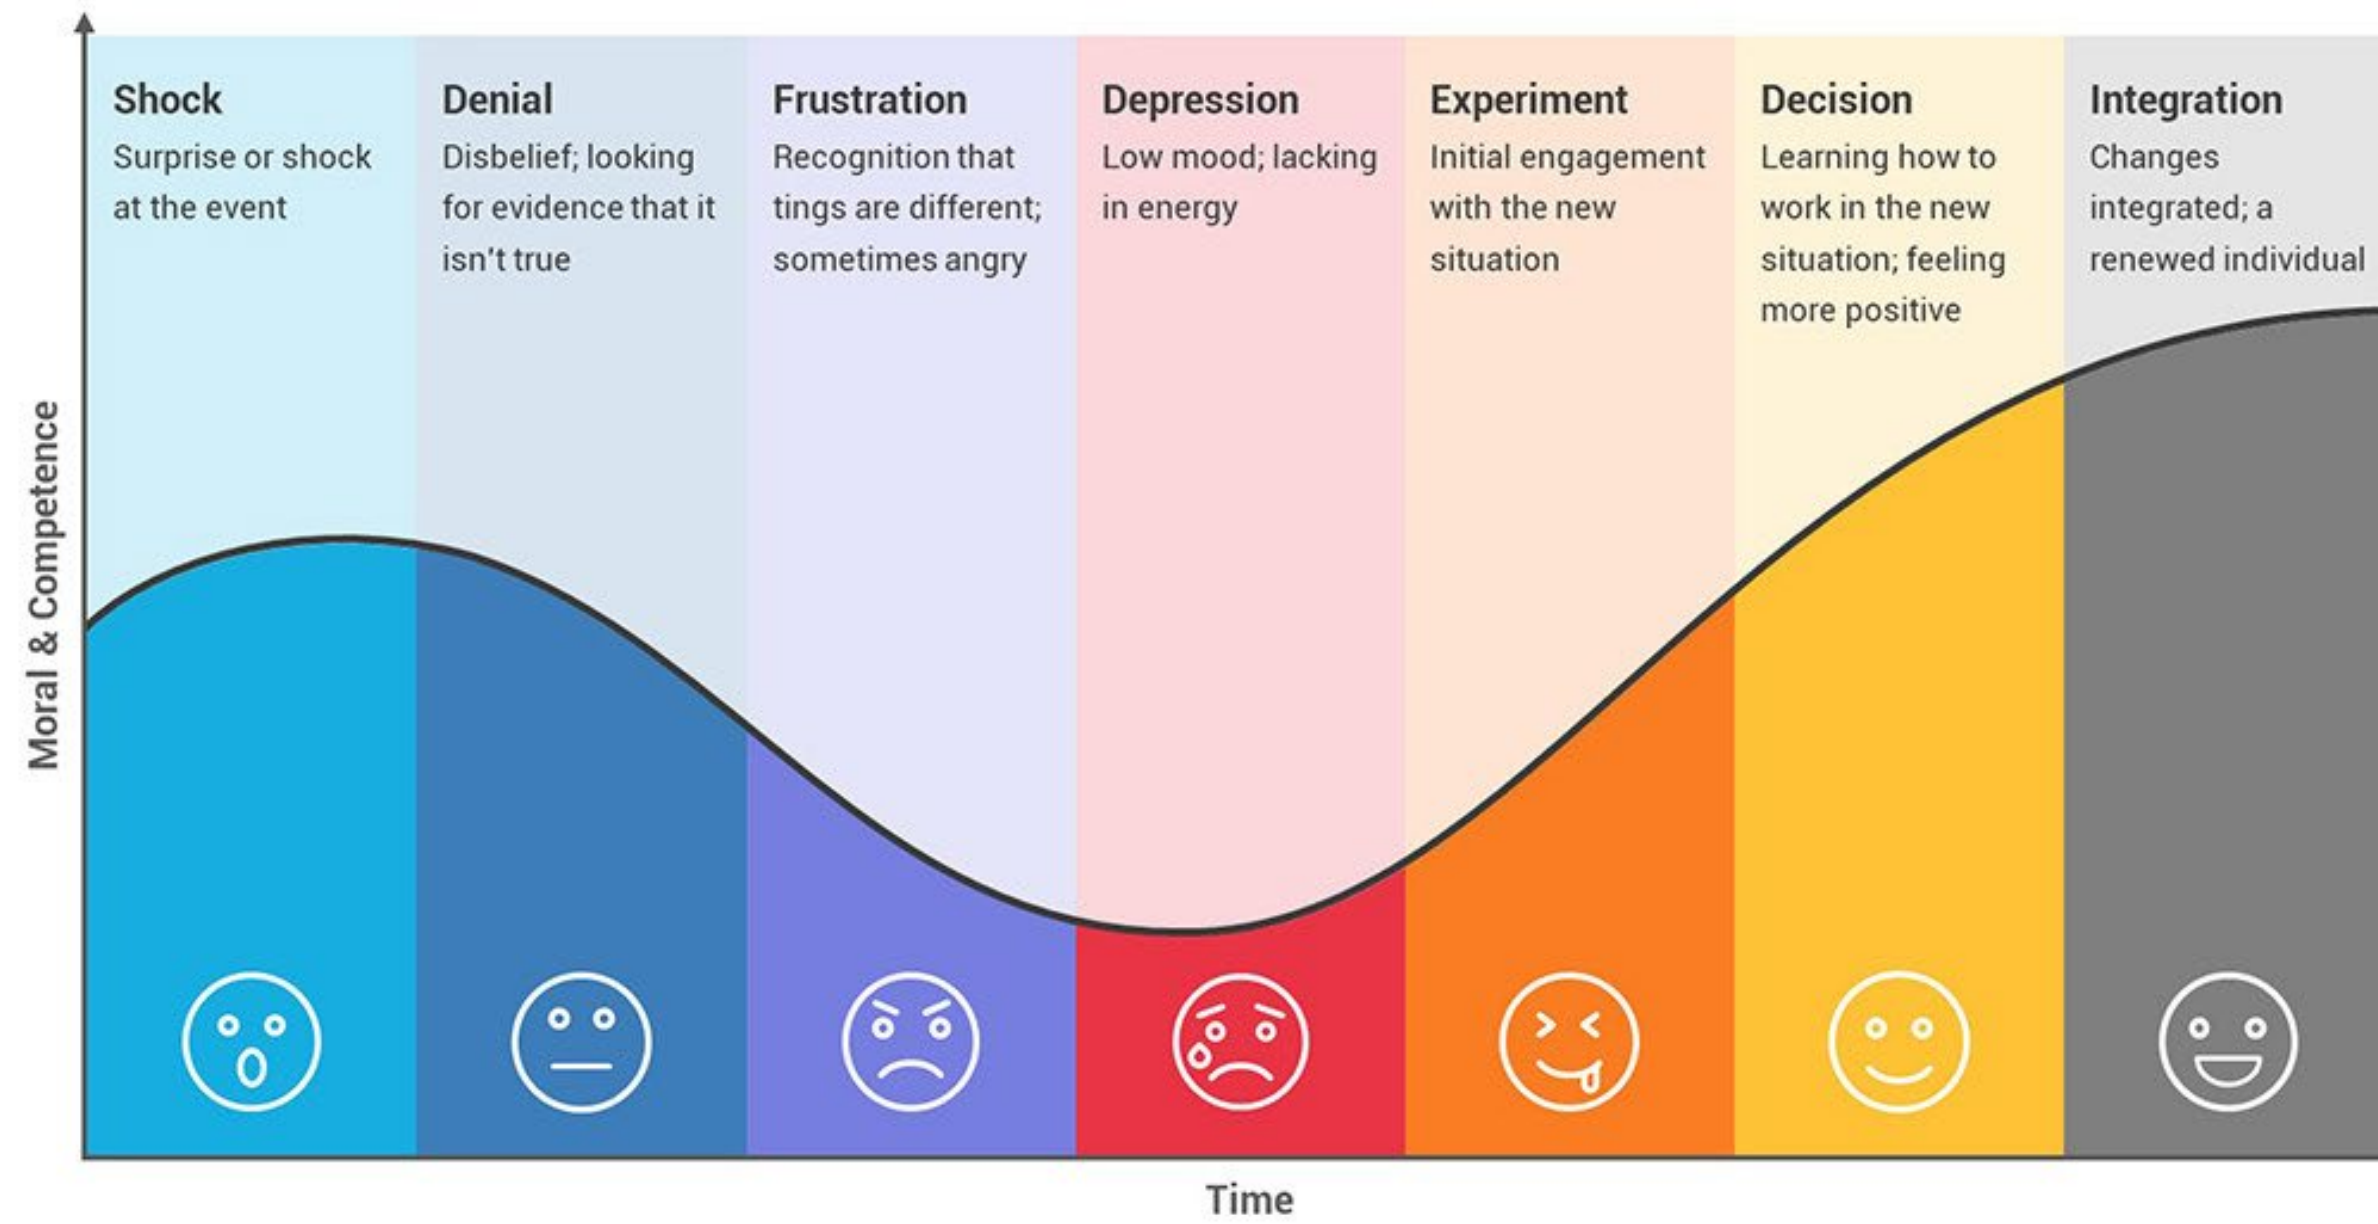 Shock
Surprise or shock
at the event
Denial
Disbelief; looking
for evidence that it
isn't true
Frustration
Recognition that
tings are different;
sometimes angry
Depression
Low mood; lacking
in energy
Experiment
Initial engagement
with the new
situation
Decision
Learning how to
work in the new
situation; feeling
more positive
Integration
Changes
integrated; a
renewed individual
Moral & Competence
Time